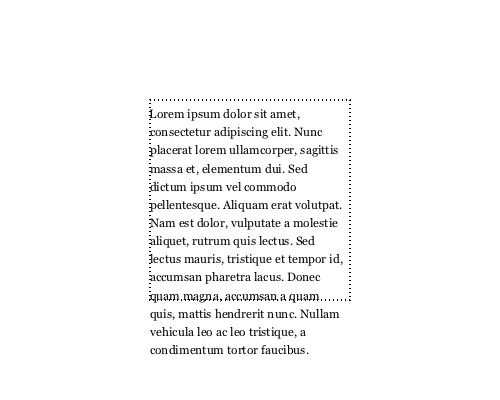 Lorem ipsum dolor sit amet,
consectetur adipiscing elit. Nunc
placerat lorem ullamcorper, sagittis
massa et, elementum dui. Sed
dictum ipsum vel commodo
pellentesque. Aliquam erat volutpat.
Nam est dolor, vulputate a molestie
aliquet, rutrum quis lectus. Sed
lectus mauris, tristique et tempor id,
accumsan pharetra lacus. Donec
quam magna, accumsan a quam
quis, mattis hendrerit nunc. Nullam
vehicula leo ac leo tristique, a
condimentum tortor faucibus.